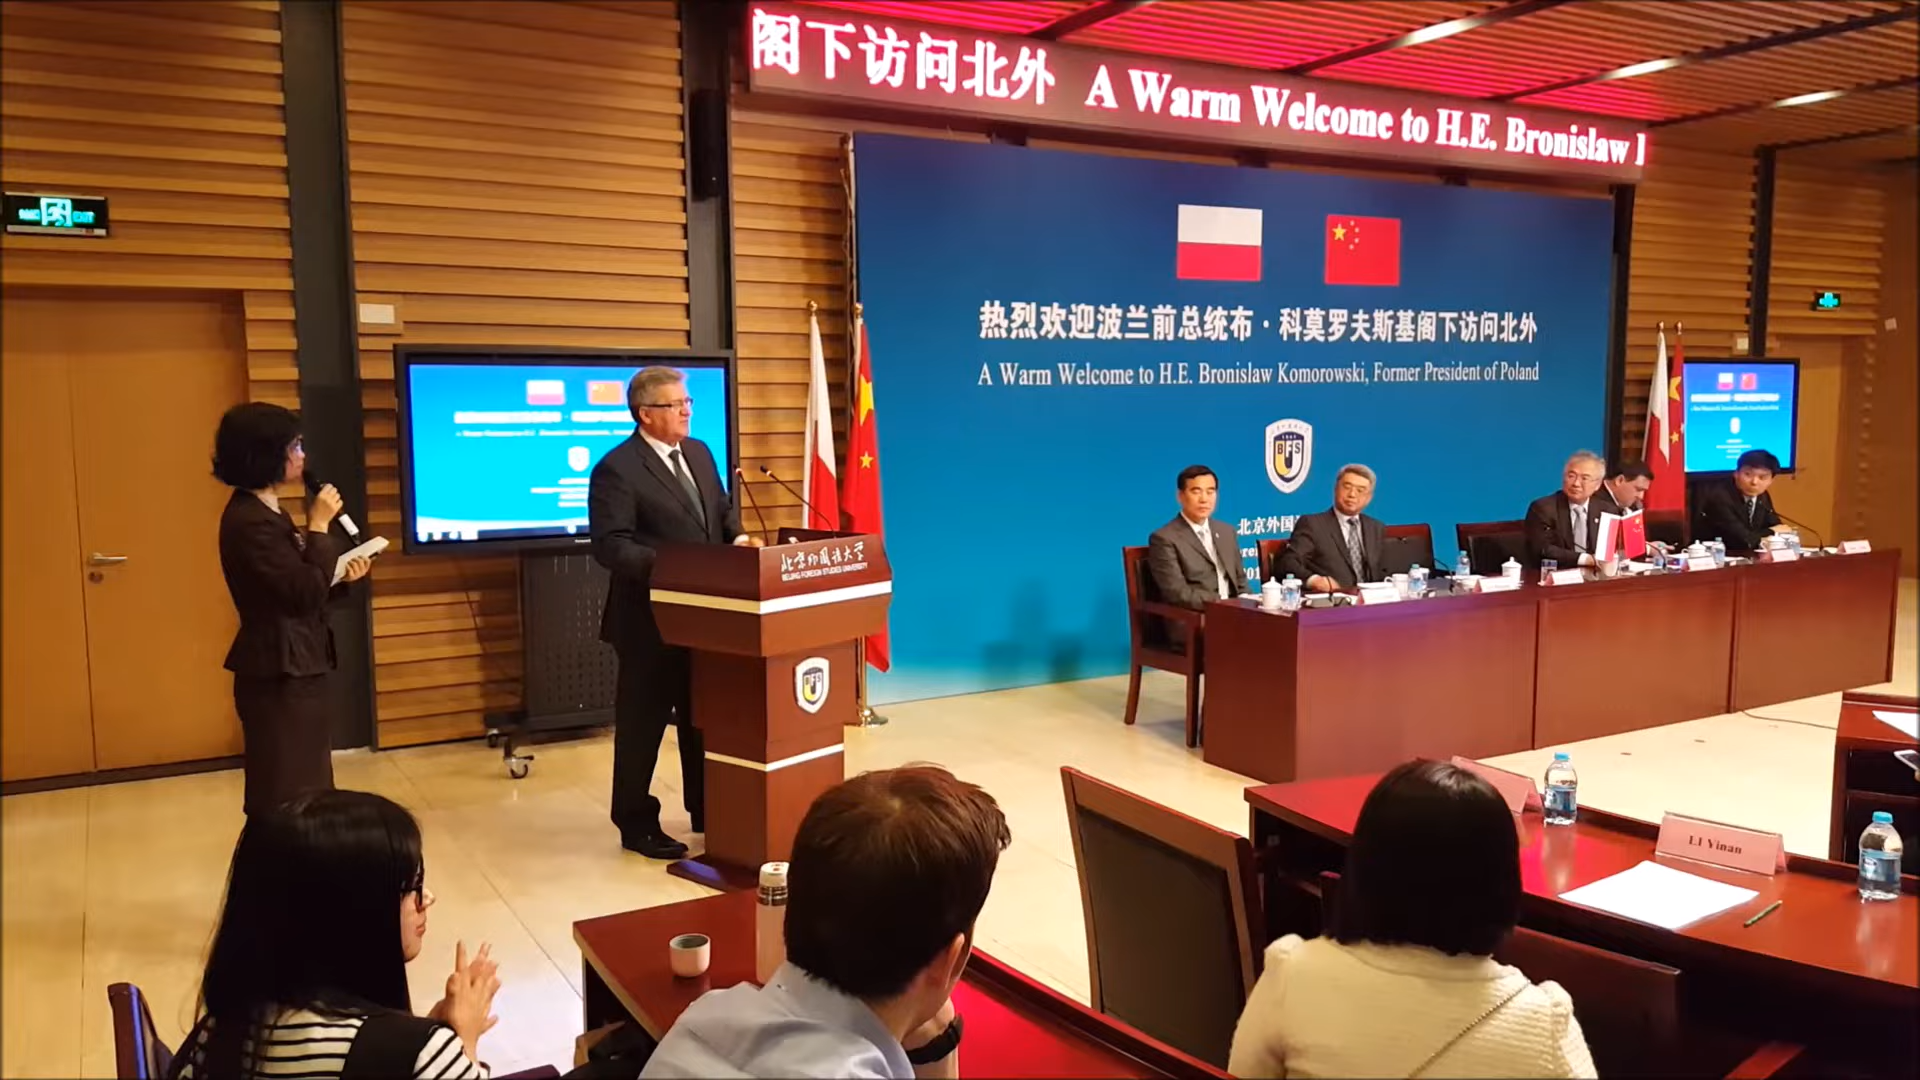 阁下访问北外 A Warm Welcome to H.E. Bronislaw
热烈欢迎波兰前总统布·科莫罗夫斯基阁下访问北外
A Warm Welcome to H.E. Bronislaw Komorowski, Former President of Poland
EXIT
BFS
北京外国
北京外国语大学
BEIJING FOREIGN STUDIES UNIVERSITY
BFS
LI Yinan